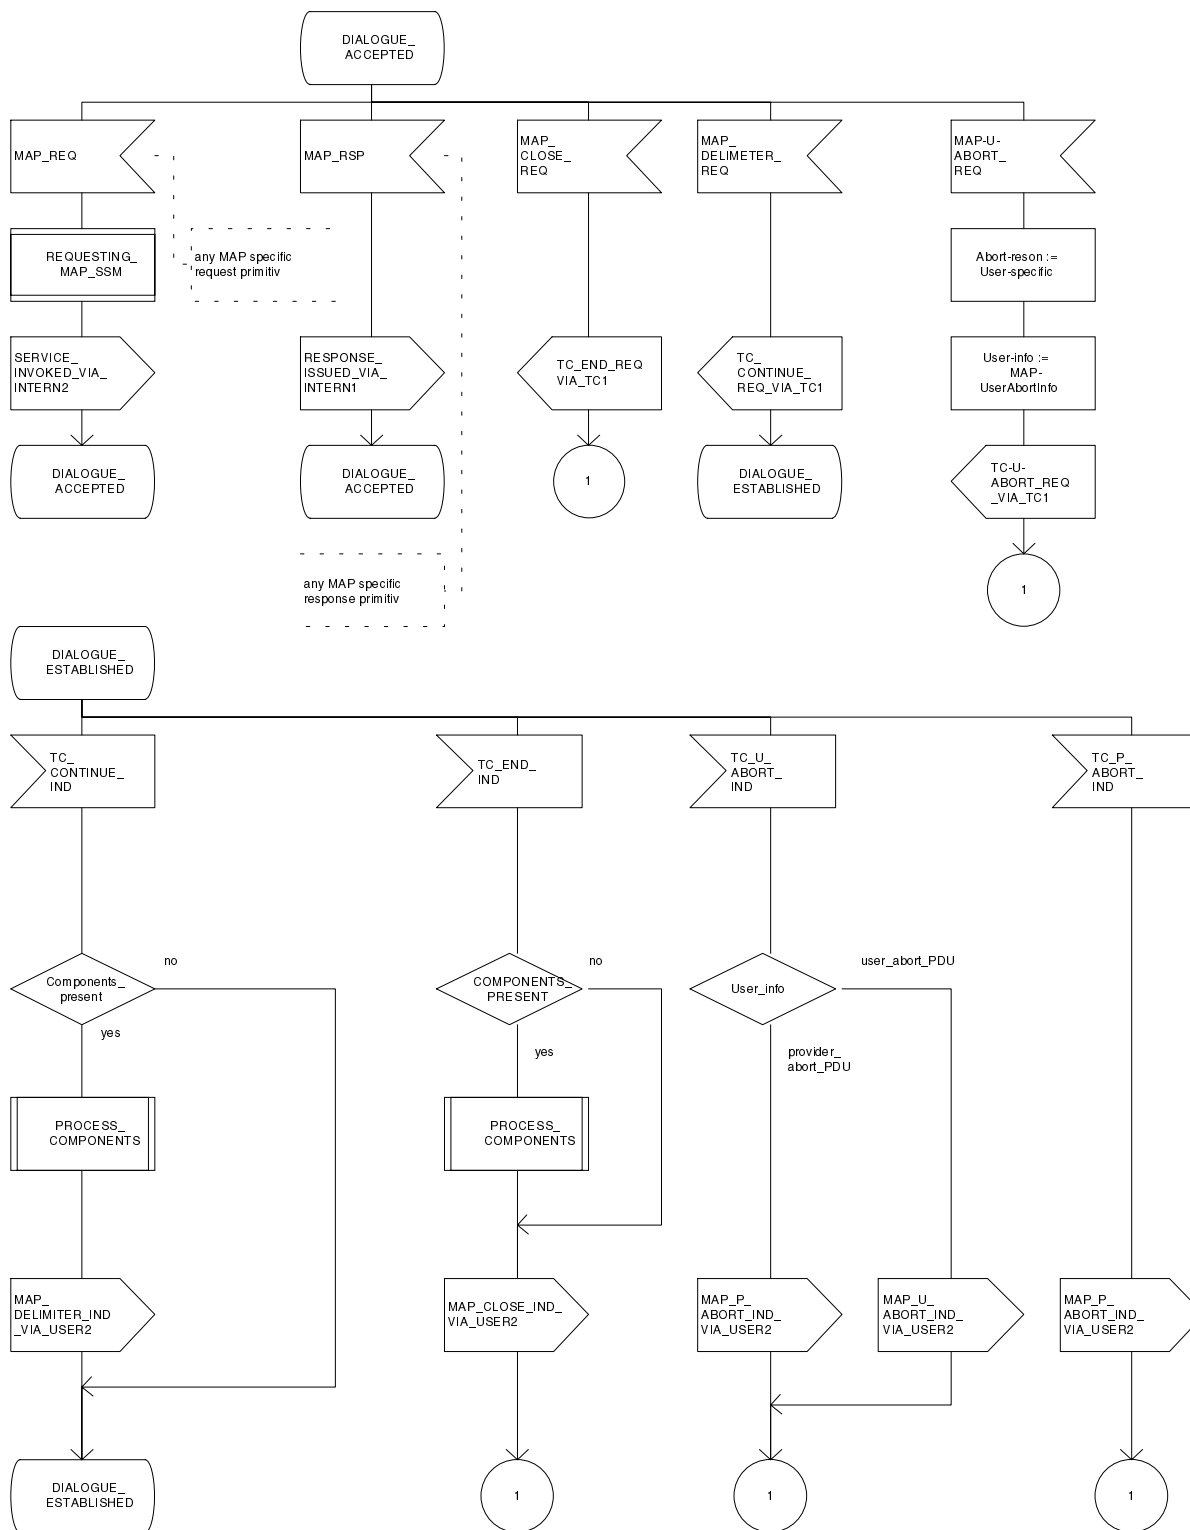 DIALOGUE_
ACCEPTED
MAP_REQ
MAP_RSP
MAP_
CLOSE_
REQ
MAP_
DELIMETER_
REQ
MAP-U-
ABORT_
REQ
REQUESTING_
MAP_SSM
any MAP specific
request primitiv
Abort-reson :=
User-specific
SERVICE_
INVOKED_VIA_
INTERN2
RESPONSE_
ISSUED_VIA_
INTERN1
TC_END_REQ
VIA_TC1
TC_
CONTINUE_
REQ_VIA_TC1
User-info :=
MAP-
UserAbortInfo
DIALOGUE_
ACCEPTED
DIALOGUE_
ACCEPTED
1
DIALOGUE_
ESTABLISHED
TC-U-
ABORT_REQ
_VIA_TC1
any MAP specific
response primitiv
1
DIALOGUE_
ESTABLISHED
TC_
CONTINUE_
IND
TC_END_
IND
TC_U_
ABORT_
IND
TC_P_
ABORT_
IND
Components_
present
no
yes
COMPONENTS_
PRESENT
no
yes
User_info
user_abort_PDU
provider_
abort_PDU
PROCESS_
COMPONENTS
PROCESS_
COMPONENTS
MAP_
DELIMITER_IND
_VIA_USER2
MAP_CLOSE_IND_
VIA_USER2
MAP_P_
ABORT_IND_
VIA_USER2
MAP_U_
ABORT_IND_
VIA_USER2
MAP_P_
ABORT_IND_
VIA_USER2
DIALOGUE_
ESTABLISHED
1
1
1